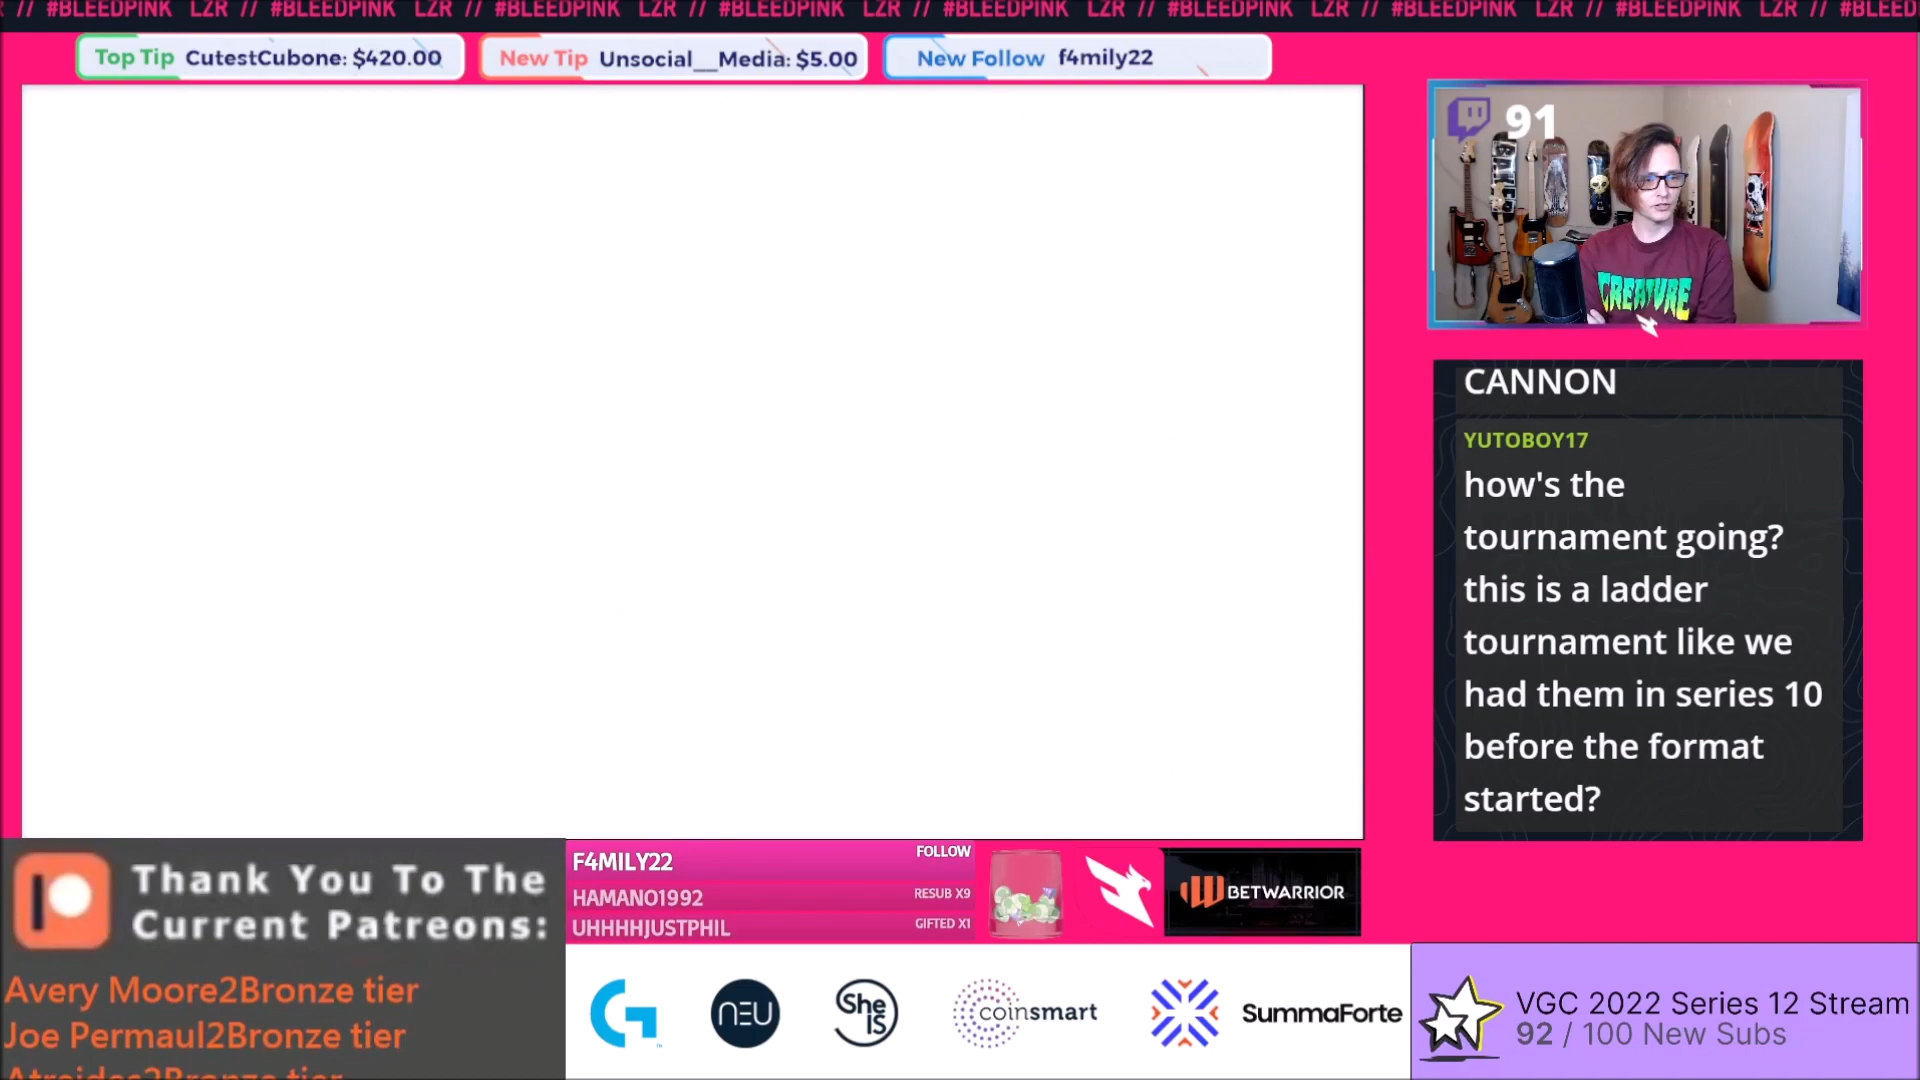 // #BLEEDPINK LZR // #BLEEDPINK LZR // #BLEEDPINK LZR // #BLEEDPINK LZR // #BLEEDPINK LZR // #BLEEDPINK LZR // #BLEEDPINK LZR // #BLEEDPINK LZR // #BLEED
Top Tip CutestCubone: $420.00
New Tip Unsocial__Media: $5.00
New Follow f4mily22
91
CREATURE
CANNON
YUTOBOY17
how's the
tournament going?
this is a ladder
tournament like we
had them in series 10
before the format
started?
Thank You To The
Current Patreons:
Avery Moore2Bronze tier
Joe Permaul2Bronze tier
Atreides2Bronze tier
F4MILY22 FOLLOW
HAMANO1992 RESUB X9
UHHHHJUSTPHIL GIFTED X1
BETWARRIOR
G
NEU
She
IS
coinsmart
SummaForte
VGC 2022 Series 12 Stream
92 / 100 New Subs